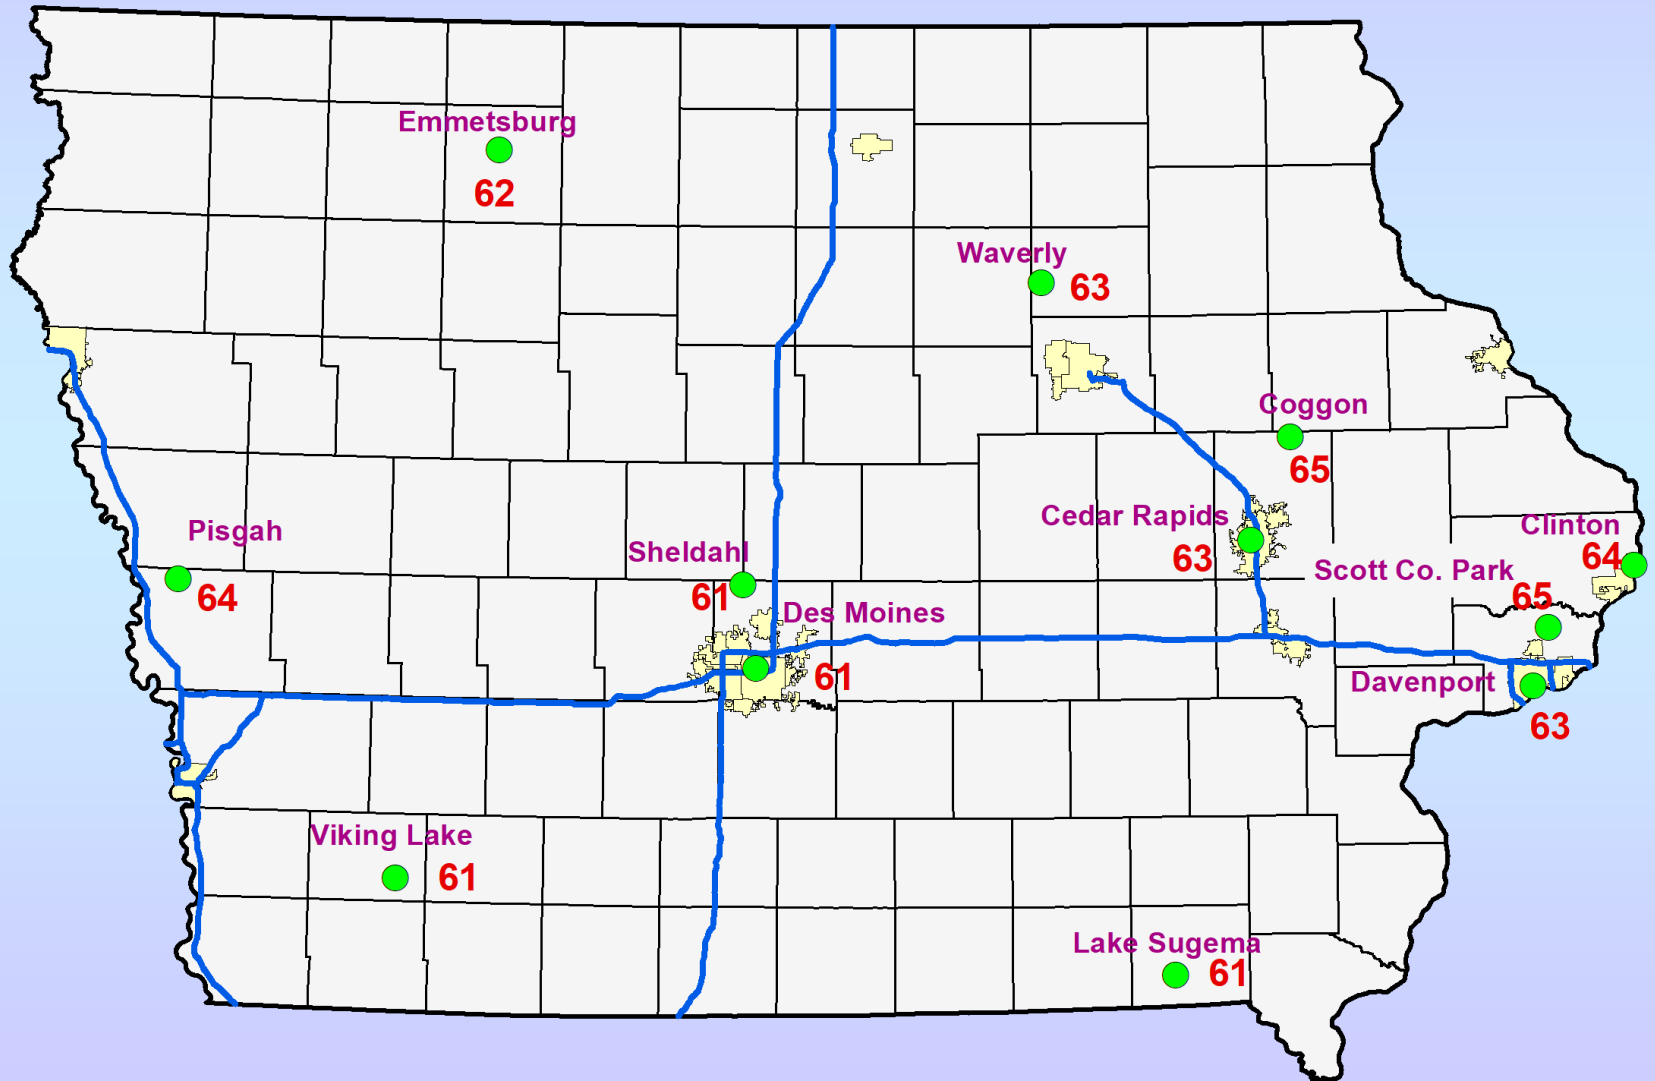 Emmetsburg
62
Waverly
63
Coggon
65
Cedar Rapids
63
Pisgah
64
Sheldahl
61
Clinton
64
Scott Co. Park
65
Des Moines
61
Davenport
63
Viking Lake
61
Lake Sugema
61